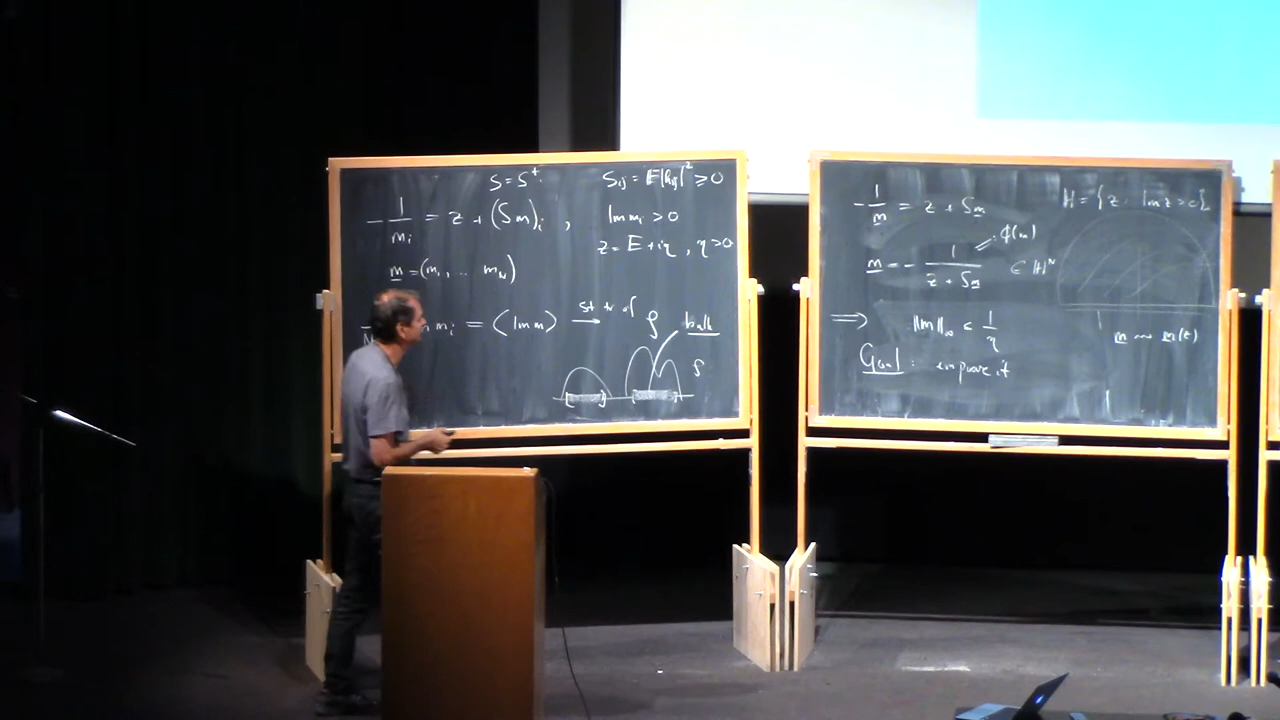 S = S*. S_ij = E|h_ij|² ≥ 0
- 1/m_i = z + (Sm)_i , Im m_i > 0
z = E + iη , η > 0
m = (m_1, ... m_N)
m_i = ⟨Im m⟩ → st tr of ρ
bulk
- 1/m = z + Sm
H = {z : Im z > 0}
m = - 1/(z + Sm) ∈ H^N
Φ(m)
⟹ ‖m‖_∞ ≤ 1/η
m ~ m(z)
Goal : improve it